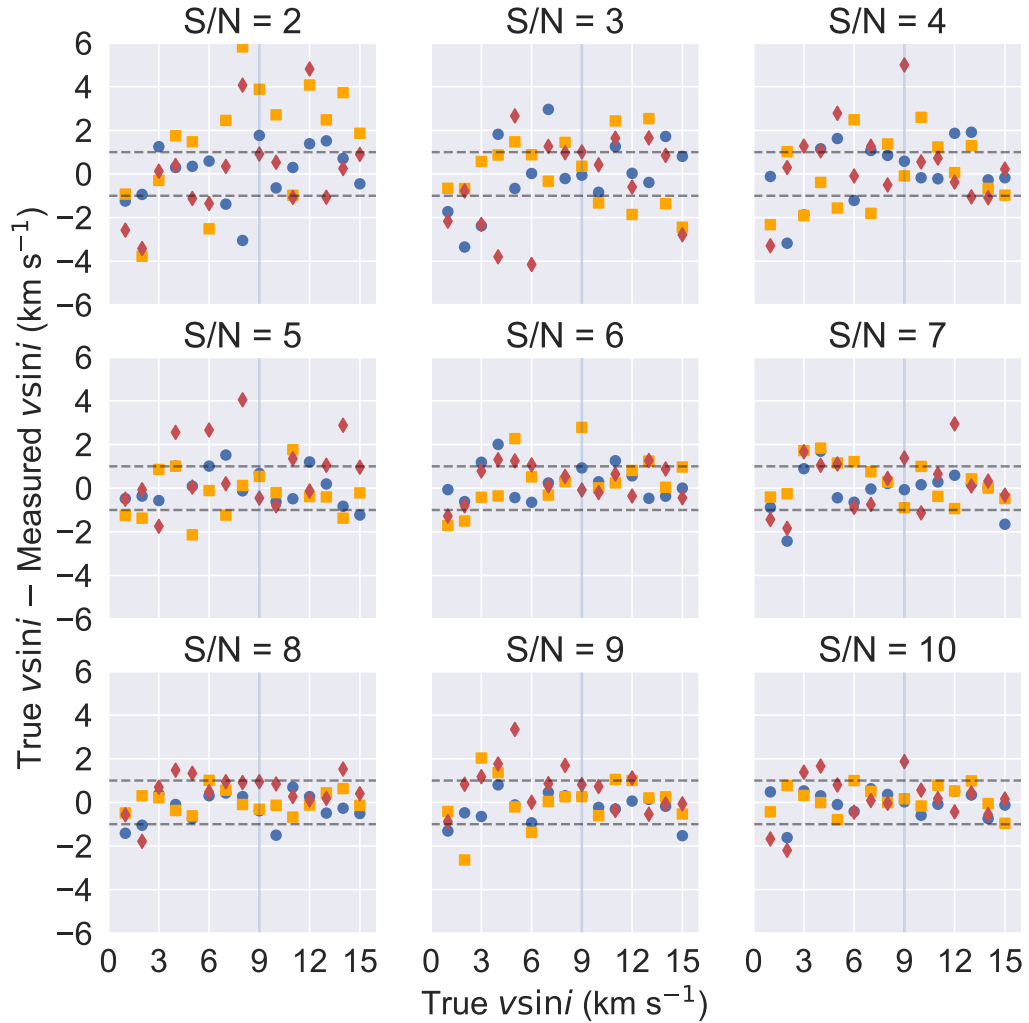 S/N = 2
S/N = 3
S/N = 4
6
4
2
0
−2
−4
−6
S/N = 5
S/N = 6
S/N = 7
6
4
2
0
−2
−4
−6
S/N = 8
S/N = 9
S/N = 10
6
4
2
0
−2
−4
−6
0 3 6 9 12 15
0 3 6 9 12 15
0 3 6 9 12 15
True vsini − Measured vsini (km s⁻¹)
True vsini (km s⁻¹)